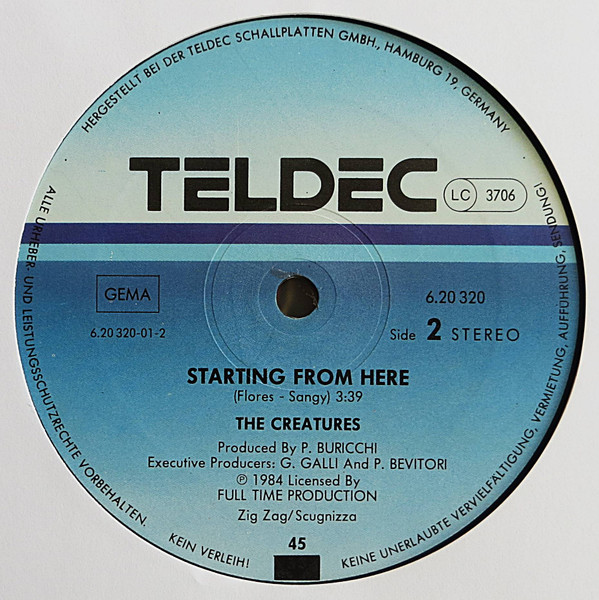 HERGESTELLT BEI DER TELDEC SCHALLPLATTEN GMBH., HAMBURG 19, GERMANY
TELDEC
LC 3706
GEMA
6.20 320
6.20 320-01-2
Side 2 STEREO
STARTING FROM HERE
(Flores - Sangy) 3:39
THE CREATURES
Produced By P. BURICCHI
Executive Producers: G. GALLI And P. BEVITORI
℗ 1984 Licensed By
FULL TIME PRODUCTION
Zig Zag/Scugnizza
45
ALLE URHEBER- UND LEISTUNGSSCHUTZRECHTE VORBEHALTEN.
KEIN VERLEIH!
KEINE UNERLAUBTE VERVIELFÄLTIGUNG, VERMIETUNG, AUFFÜHRUNG, SENDUNG!